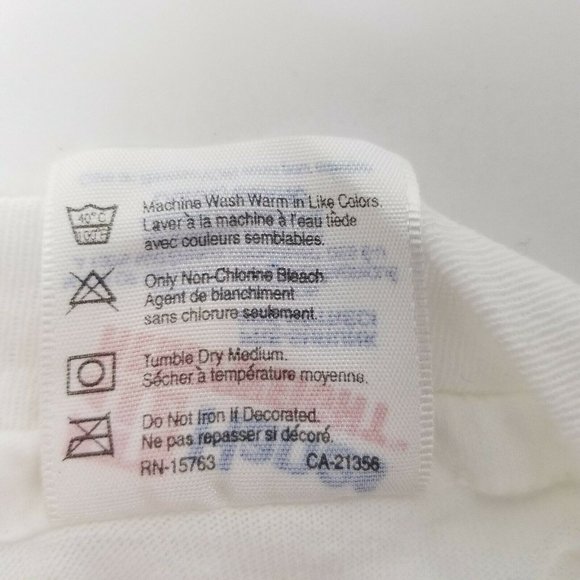 Machine Wash Warm in Like Colors.
40°C
Laver à la machine à l'eau tiède
avec couleurs semblables.
Only Non-Chlorine Bleach.
Agent de blanchiment
sans chlorure seulement.
Tumble Dry Medium.
Sécher à température moyenne.
Do Not Iron If Decorated.
Ne pas repasser si décoré.
RN-15763 CA-21356